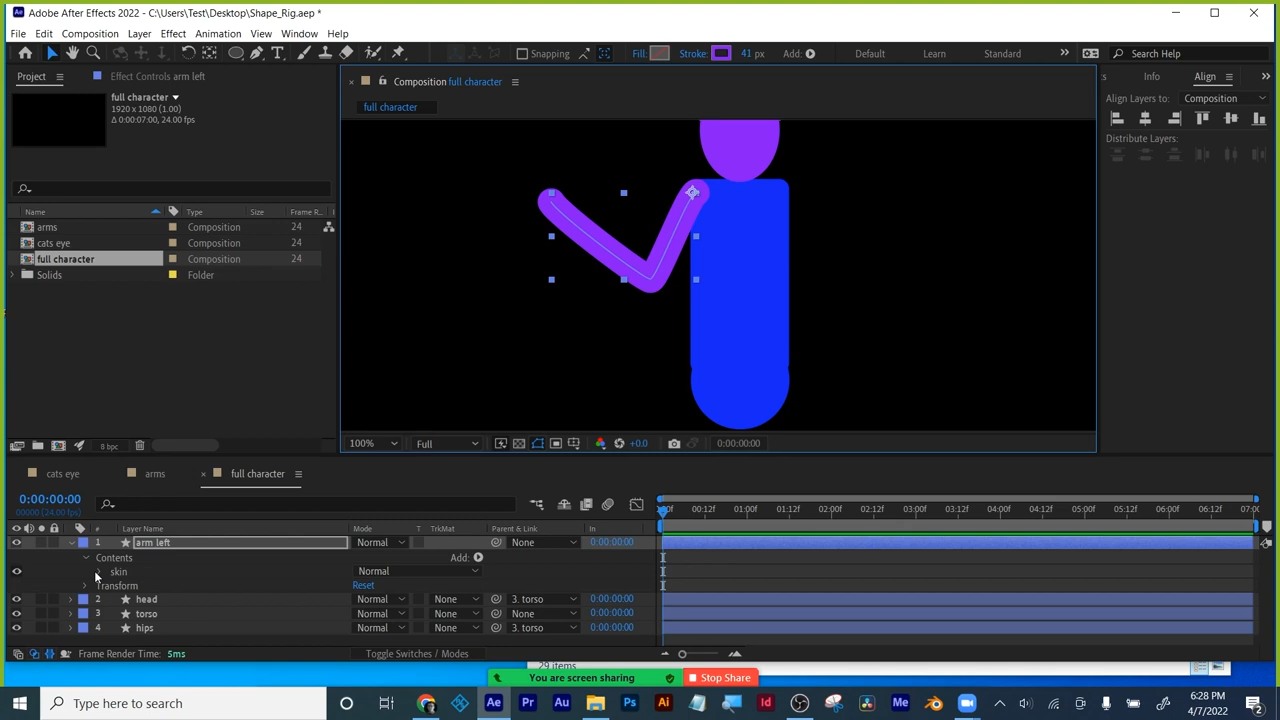 Adobe After Effects 2022 - C:\Users\Test\Desktop\Shape_Rig.aep *
File Edit Composition Layer Effect Animation View Window Help
Snapping Fill: Stroke: 41 px Add: Default Learn Standard Search Help
Project Effect Controls arm left
Composition full character
Info Align
full character
1920 x 1080 (1.00)
Δ 0:00:07:00, 24.00 fps
full character
Align Layers to: Composition
Distribute Layers:
Name Type Frame R...
arms Composition 24
cats eye Composition 24
full character Composition 24
Solids Folder
8 bpc
100% Full +0.0 0:00:00:00
cats eye arms full character
0:00:00:00
00000 (24.00 fps)
:00f 00:12f 01:00f 01:12f 02:00f 02:12f 03:00f 03:12f 04:00f 04:12f 05:00f 05:12f 06:00f 06:12f 07:0
# Layer Name Mode T TrkMat Parent & Link In
1 arm left Normal None 0:00:00:00
Contents Add:
skin Normal
Transform Reset
2 head Normal None 3. torso 0:00:00:00
3 torso Normal None None 0:00:00:00
4 hips Normal None 3. torso 0:00:00:00
Frame Render Time: 5ms Toggle Switches / Modes
29 items
You are screen sharing Stop Share
Type here to search
6:28 PM
4/7/2022
2